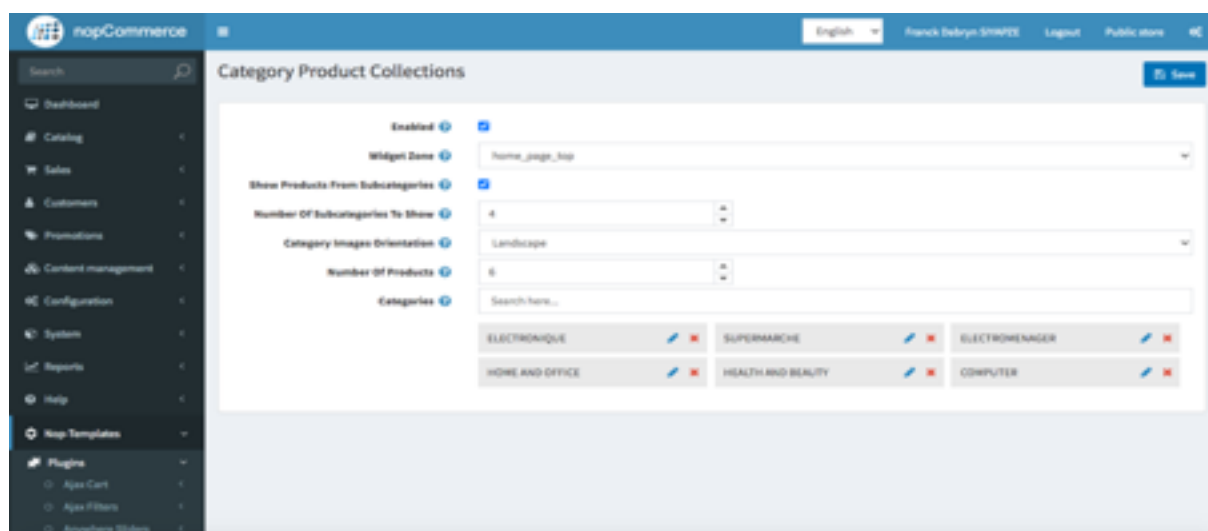 nopCommerce
English
Logout
Public store
Search
Category Product Collections
Save
Dashboard
Catalog
Sales
Customers
Promotions
Content management
Configuration
System
Reports
Help
Nop-Templates
Plugins
Ajax Cart
Ajax Filters
Anywhere Sliders
Enabled
Widget Zone
home_page_top
Show Products From Subcategories
Number Of Subcategories To Show
4
Category Images Orientation
Landscape
Number Of Products
6
Categories
Search here...
ELECTRONIQUE
SUPERMARCHE
ELECTROMENAGER
HOME AND OFFICE
HEALTH AND BEAUTY
COMPUTER